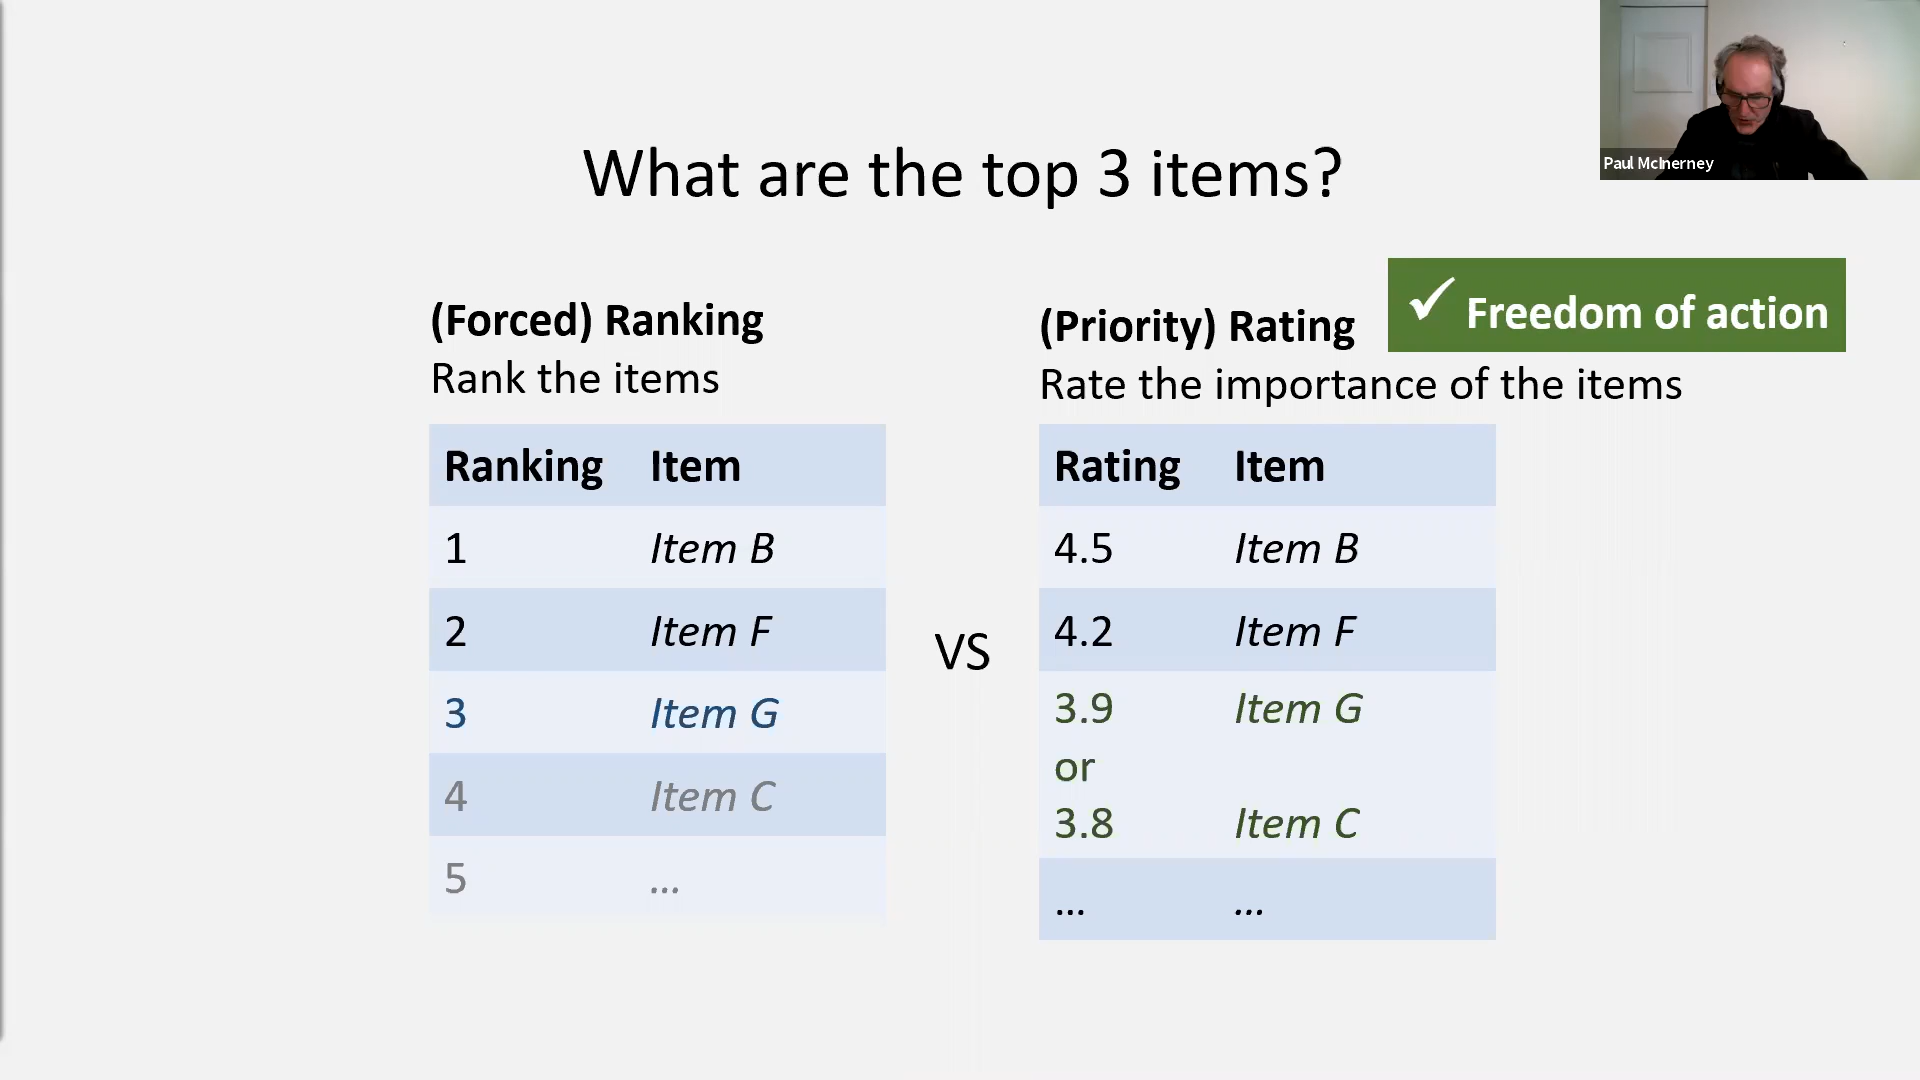 Paul McInerney
What are the top 3 items?
(Forced) Ranking
Rank the items
Ranking Item
1 Item B
2 Item F
3 Item G
4 Item C
5 ...
VS
(Priority) Rating
✓ Freedom of action
Rate the importance of the items
Rating Item
4.5 Item B
4.2 Item F
3.9 Item G
or
3.8 Item C
... ...